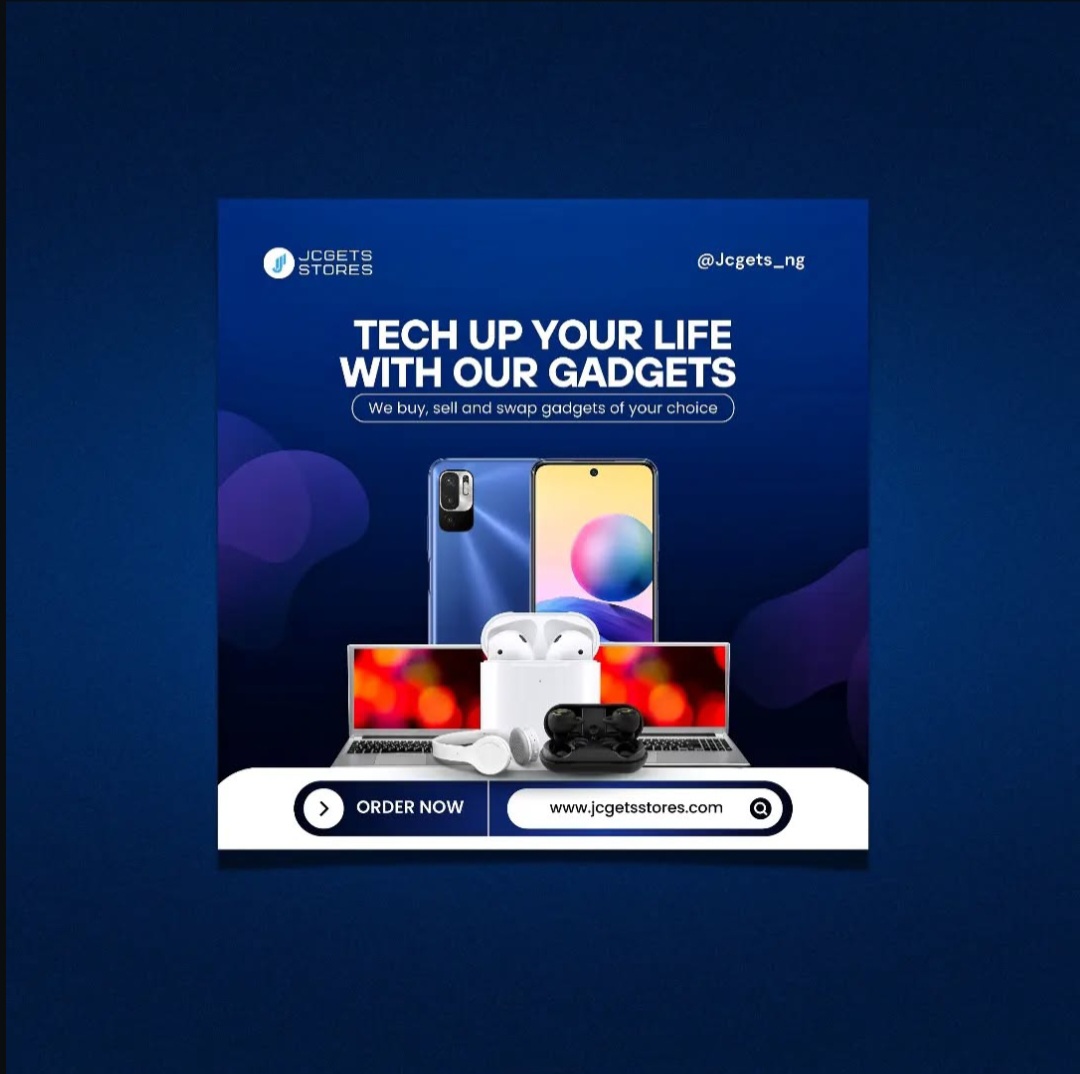 JCGETS
STORES
@Jcgets_ng
TECH UP YOUR LIFE
WITH OUR GADGETS
We buy, sell and swap gadgets of your choice
ORDER NOW
www.jcgetsstores.com